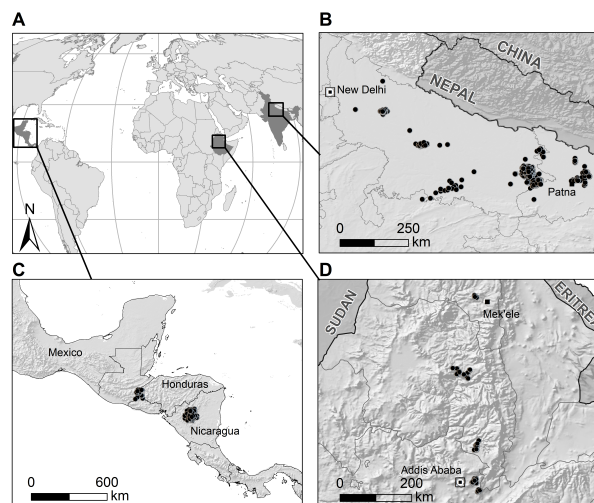 A
N
B
CHINA
NEPAL
New Delhi
Patna
0 250
km
C
Mexico
Honduras
Nicaragua
0 600
km
D
SUDAN
ERITREA
Mek'ele
Addis Ababa
0 200
km